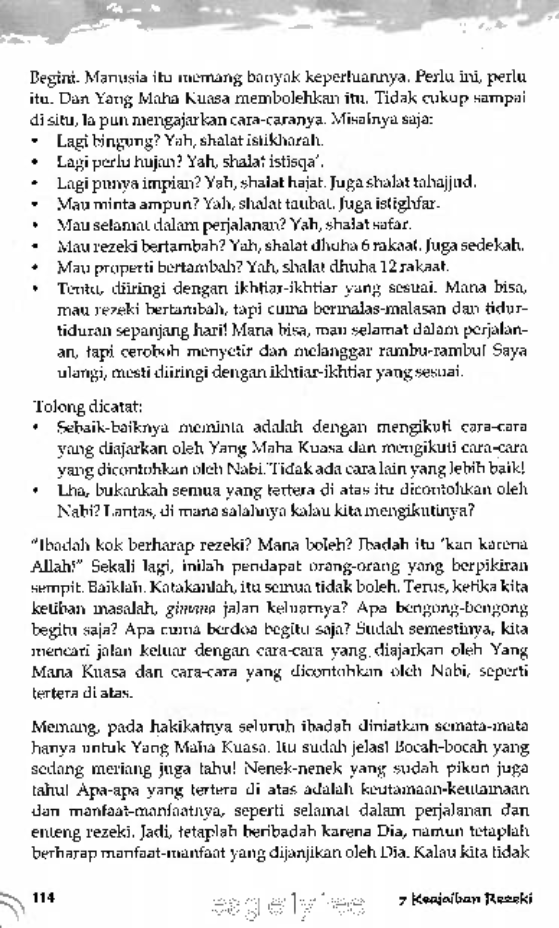 Begini. Manusia itu memang banyak keperluannya. Perlu ini, perlu
itu. Dan Yang Maha Kuasa membolehkan itu. Tidak cukup sampai
di situ, Ia pun mengajarkan cara-caranya. Misalnya saja:
• Lagi bingung? Yah, shalat istikharah.
• Lagi perlu hujan? Yah, shalat istisqa'.
• Lagi punya impian? Yah, shalat hajat. Juga shalat tahajjud.
• Mau minta ampun? Yah, shalat taubat. Juga istighfar.
• Mau selamat dalam perjalanan? Yah, shalat safar.
• Mau rezeki bertambah? Yah, shalat dhuha 6 rakaat. Juga sedekah.
• Mau properti bertambah? Yah, shalat dhuha 12 rakaat.
• Tentu, diiringi dengan ikhtiar-ikhtiar yang sesuai. Mana bisa,
mau rezeki bertambah, tapi cuma bermalas-malasan dan tidur-
tiduran sepanjang hari! Mana bisa, mau selamat dalam perjalan-
an, tapi ceroboh menyetir dan melanggar rambu-rambu! Saya
ulangi, mesti diiringi dengan ikhtiar-ikhtiar yang sesuai.
Tolong dicatat:
• Sebaik-baiknya meminta adalah dengan mengikuti cara-cara
yang diajarkan oleh Yang Maha Kuasa dan mengikuti cara-cara
yang dicontohkan oleh Nabi. Tidak ada cara lain yang lebih baik!
• Lha, bukankah semua yang tertera di atas itu dicontohkan oleh
Nabi? Lantas, di mana salahnya kalau kita mengikutinya?
"Ibadah kok berharap rezeki? Mana boleh? Ibadah itu 'kan karena
Allah!" Sekali lagi, inilah pendapat orang-orang yang berpikiran
sempit. Baiklah. Katakanlah, itu semua tidak boleh. Terus, ketika kita
ketiban masalah, gimana jalan keluarnya? Apa bengong-bengong
begitu saja? Apa cuma berdoa begitu saja? Sudah semestinya, kita
mencari jalan keluar dengan cara-cara yang diajarkan oleh Yang
Maha Kuasa dan cara-cara yang dicontohkan oleh Nabi, seperti
tertera di atas.
Memang, pada hakikatnya seluruh ibadah diniatkan semata-mata
hanya untuk Yang Maha Kuasa. Itu sudah jelas! Bocah-bocah yang
sedang meriang juga tahu! Nenek-nenek yang sudah pikun juga
tahu! Apa-apa yang tertera di atas adalah keutamaan-keutamaan
dan manfaat-manfaatnya, seperti selamat dalam perjalanan dan
enteng rezeki. Jadi, tetaplah beribadah karena Dia, namun tetaplah
berharap manfaat-manfaat yang dijanjikan oleh Dia. Kalau kita tidak
114
7 Keajaiban Rezeki